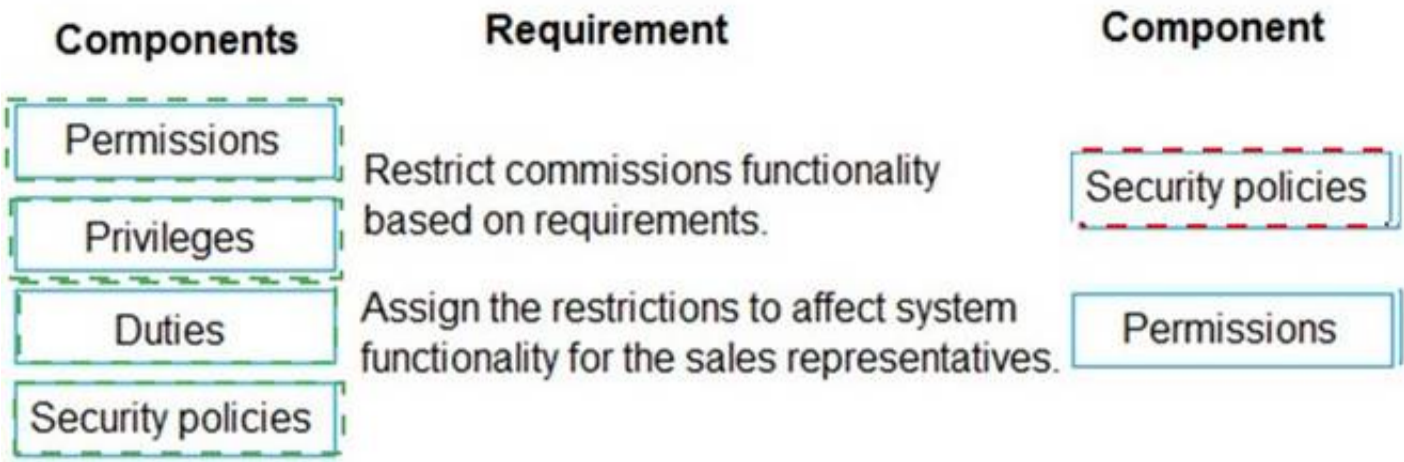 Components
Requirement
Component
Permissions
Privileges
Duties
Security policies
Restrict commissions functionality
based on requirements.
Assign the restrictions to affect system
functionality for the sales representatives.
Security policies
Permissions